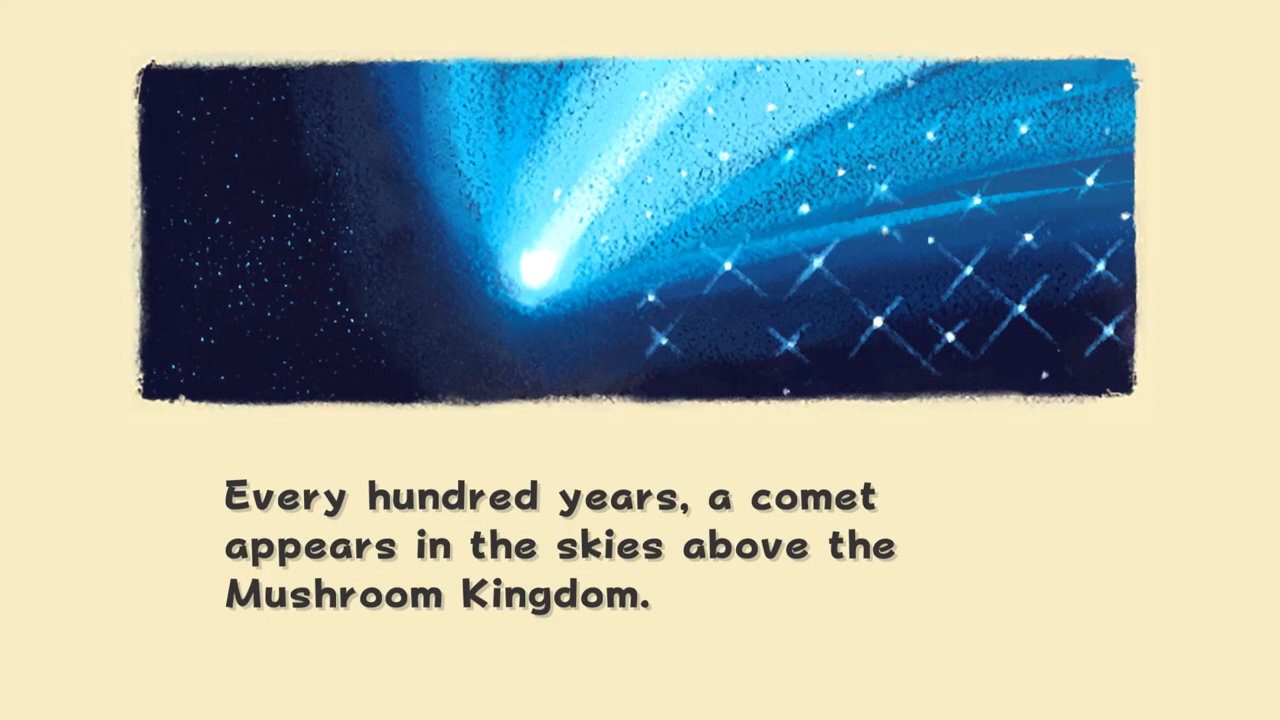 Every hundred years, a comet
appears in the skies above the
Mushroom Kingdom.